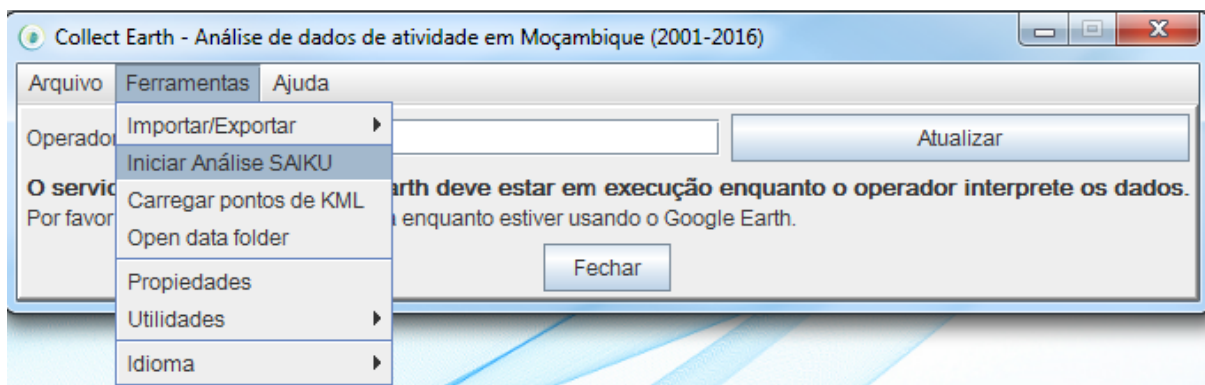 Collect Earth - Análise de dados de atividade em Moçambique (2001-2016)
Arquivo Ferramentas Ajuda
Operador Atualizar
Importar/Exportar
Iniciar Análise SAIKU
O servi arth deve estar em execução enquanto o operador interprete os dados.
Carregar pontos de KML
Por favor enquanto estiver usando o Google Earth.
Open data folder
Fechar
Propiedades
Utilidades
Idioma